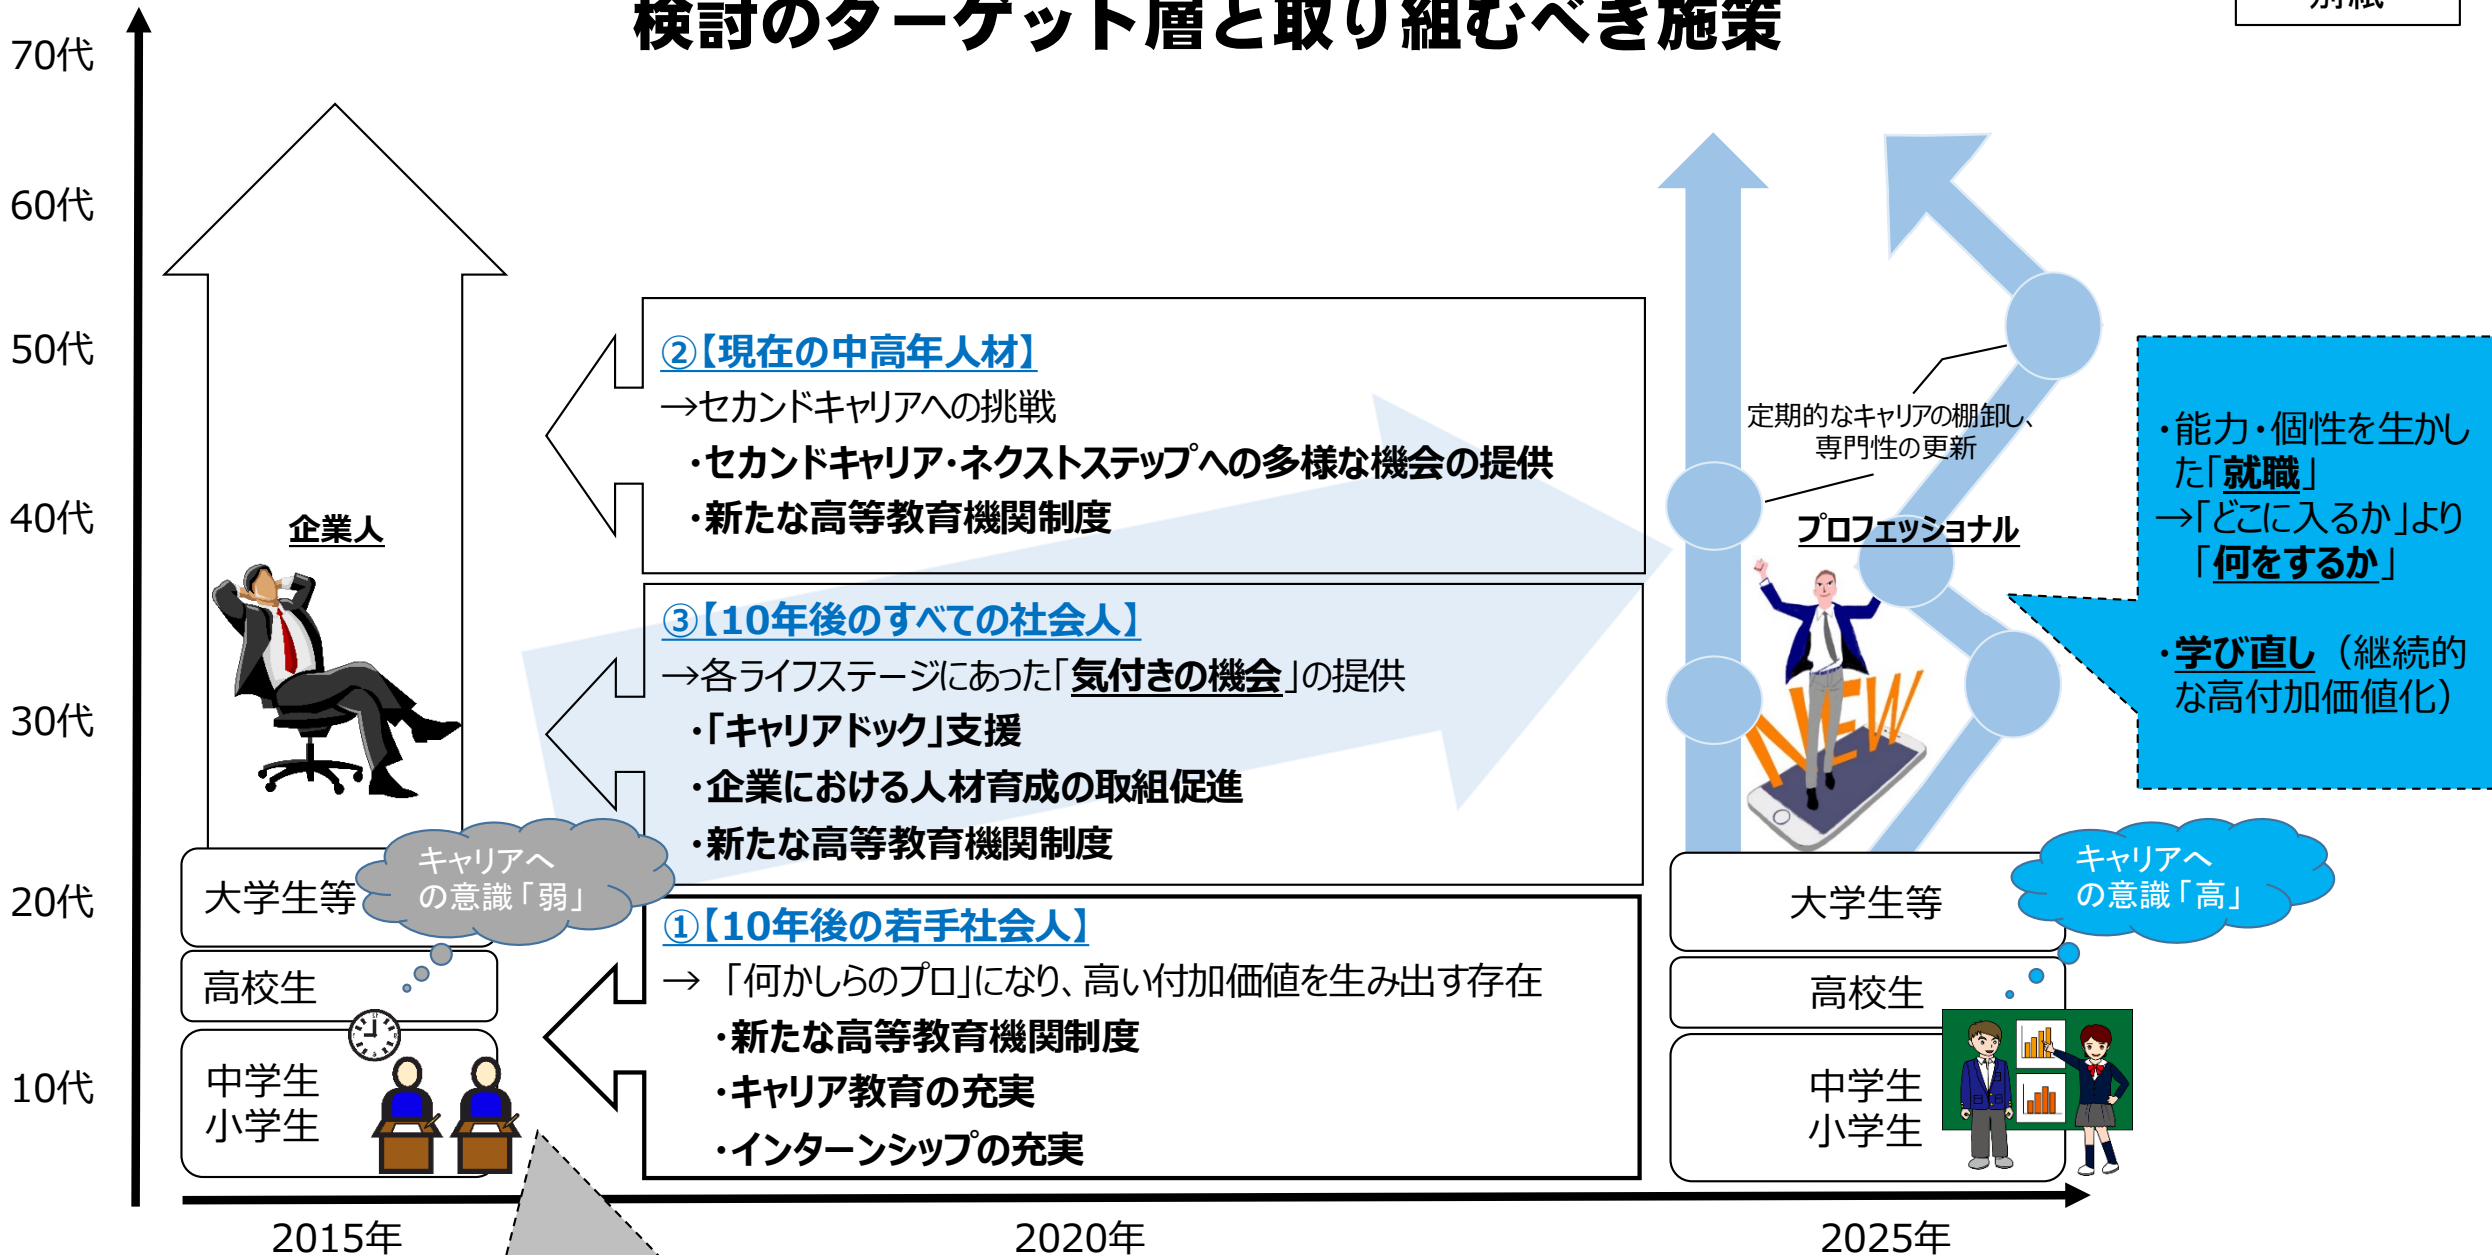 検討のターゲット層と取り組むべき施策
別紙
70代
60代
50代
40代
30代
20代
10代
企業人
キャリアへ
の意識「弱」
大学生等
高校生
中学生
小学生
②【現在の中高年人材】
→セカンドキャリアへの挑戦
・セカンドキャリア・ネクストステップへの多様な機会の提供
・新たな高等教育機関制度
③【10年後のすべての社会人】
→各ライフステージにあった「気付きの機会」の提供
・「キャリアドック」支援
・企業における人材育成の取組促進
・新たな高等教育機関制度
①【10年後の若手社会人】
→ 「何かしらのプロ」になり、高い付加価値を生み出す存在
・新たな高等教育機関制度
・キャリア教育の充実
・インターンシップの充実
定期的なキャリアの棚卸し、
専門性の更新
プロフェッショナル
NEW
大学生等
高校生
中学生
小学生
キャリアへ
の意識「高」
・能力・個性を生かし
た「就職」
→「どこに入るか」より
「何をするか」
・学び直し（継続的
な高付加価値化）
2015年
2020年
2025年